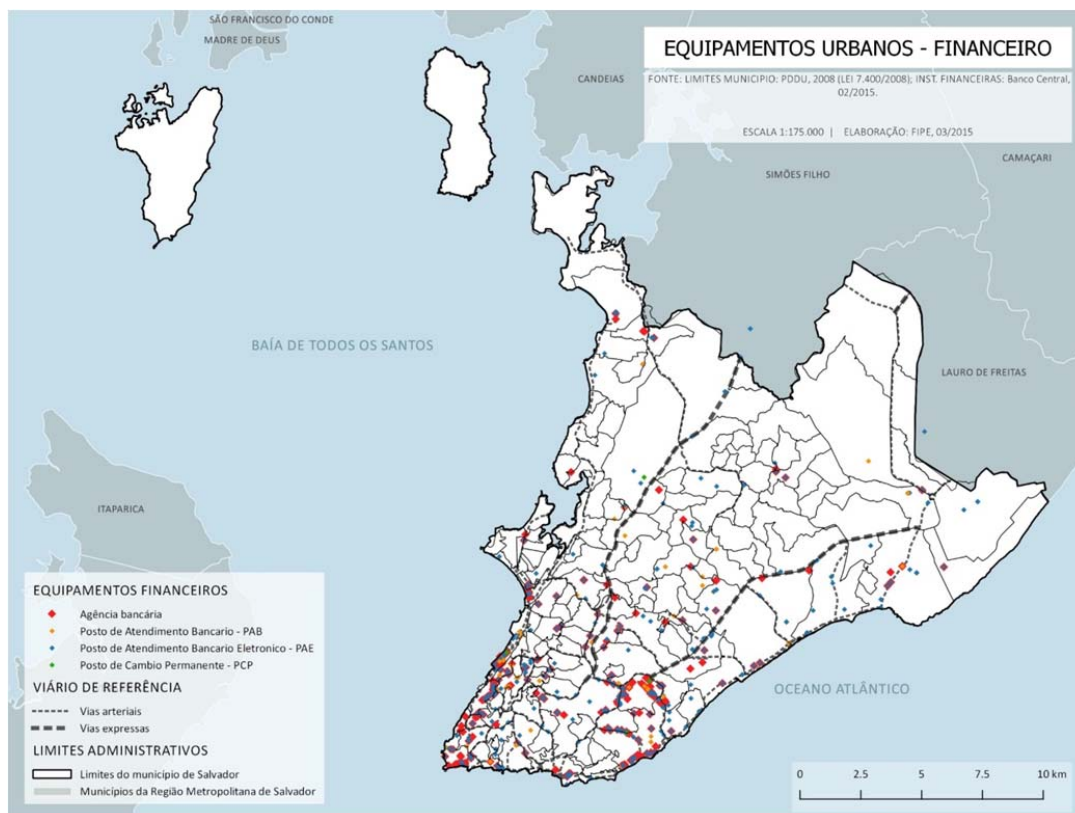 SÃO FRANCISCO DO CONDE
MADRE DE DEUS
CANDEIAS
EQUIPAMENTOS URBANOS - FINANCEIRO
FONTE: LIMITES MUNICIPIO: PDDU, 2008 (LEI 7.400/2008); INST. FINANCEIRAS: Banco Central,
02/2015.
ESCALA 1:175.000 | ELABORAÇÃO: FIPE, 03/2015
CAMAÇARI
SIMÕES FILHO
BAÍA DE TODOS OS SANTOS
LAURO DE FREITAS
ITAPARICA
EQUIPAMENTOS FINANCEIROS
Agência bancária
Posto de Atendimento Bancario - PAB
Posto de Atendimento Bancario Eletronico - PAE
Posto de Cambio Permanente - PCP
VIÁRIO DE REFERÊNCIA
Vias arteriais
Vias expressas
LIMITES ADMINISTRATIVOS
Limites do município de Salvador
Municípios da Região Metropolitana de Salvador
OCEANO ATLÂNTICO
0 2.5 5 7.5 10 km